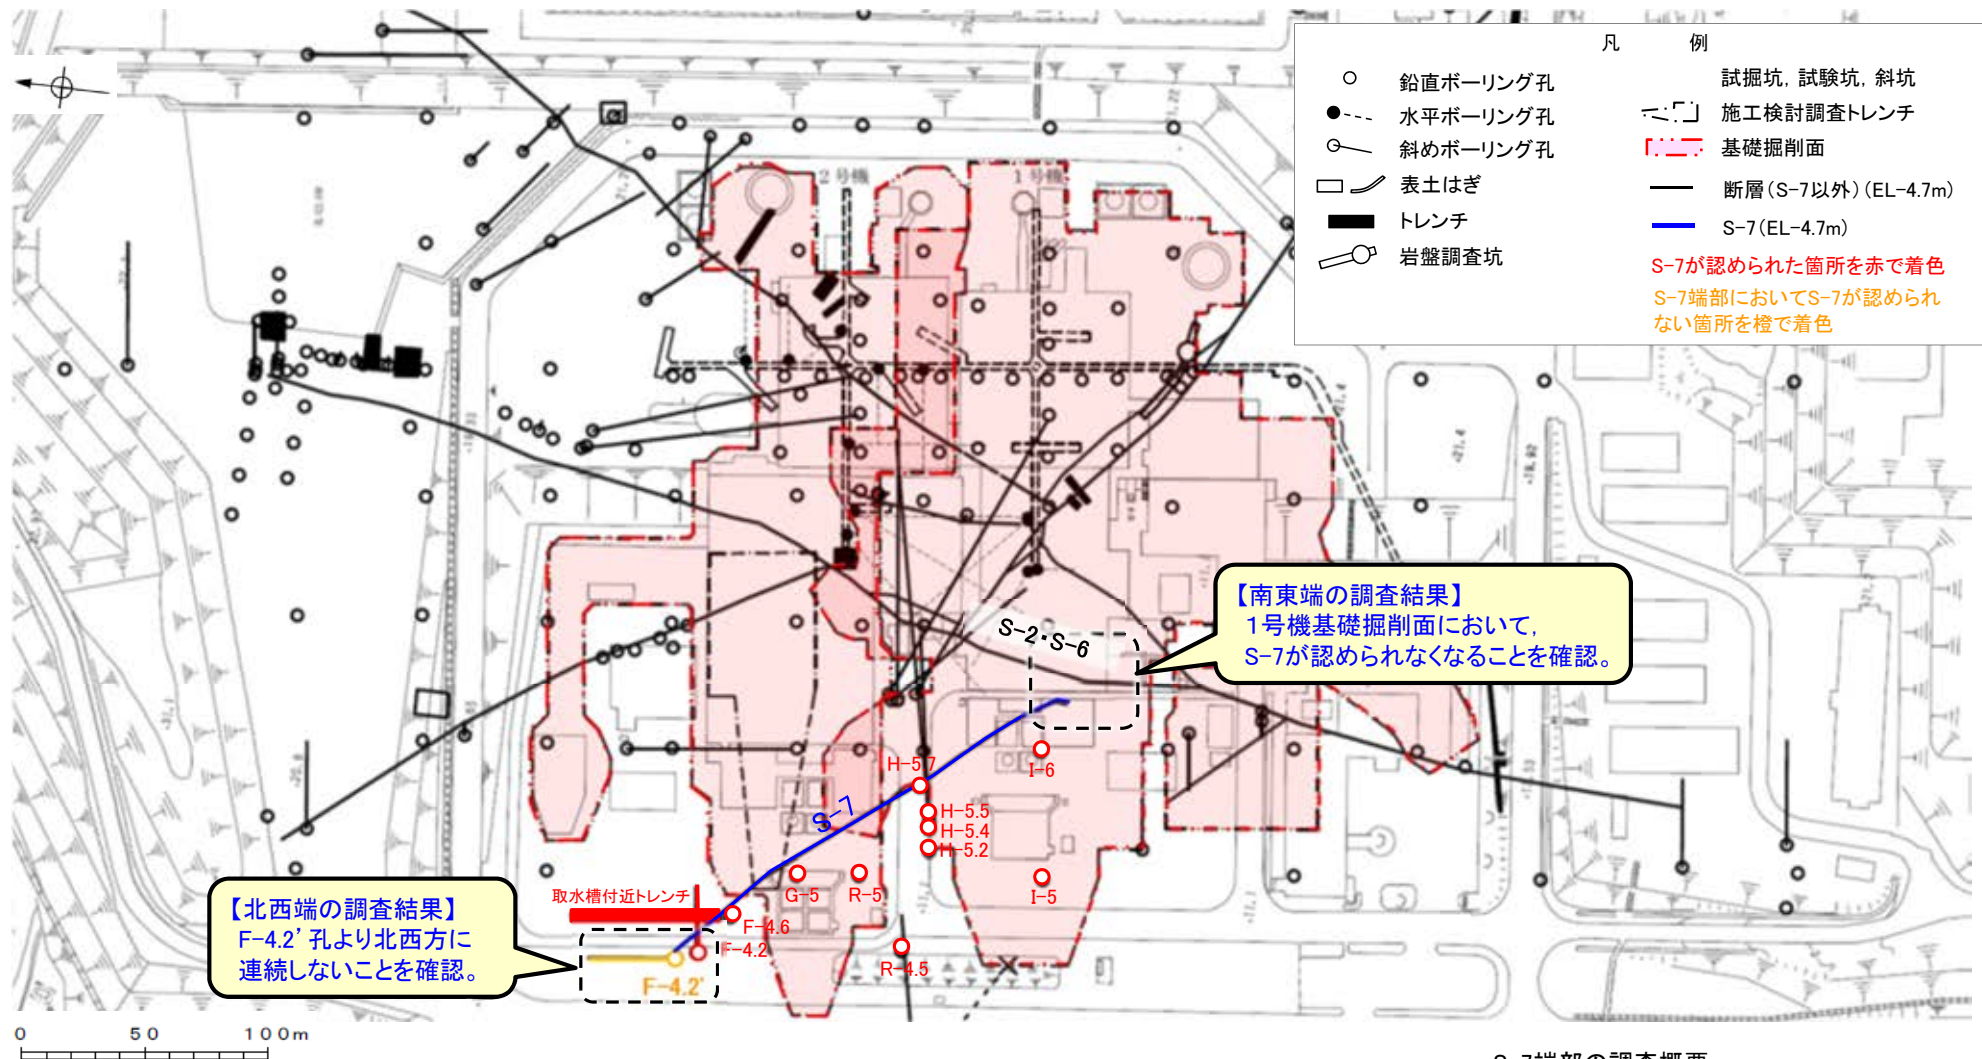 凡　例
鉛直ボーリング孔
水平ボーリング孔
斜めボーリング孔
表土はぎ
トレンチ
岩盤調査坑
試掘坑, 試験坑, 斜坑
施工検討調査トレンチ
基礎掘削面
断層（S-7以外）（EL-4.7m）
S-7（EL-4.7m）
S-7が認められた箇所を赤で着色
S-7端部においてS-7が認められ
ない箇所を橙で着色
2号機
1号機
【南東端の調査結果】
1号機基礎掘削面において,
S-7が認められなくなることを確認。
S-2・S-6
H-5.7
I-6
S-7
H-5.5
H-5.4
H-5.2
取水槽付近トレンチ
G-5
R-5
I-5
F-4.6
F-4.2
R-4.5
F-4.2'
【北西端の調査結果】
F-4.2' 孔より北西方に
連続しないことを確認。
0 50 100m
S-7端部の調査概要